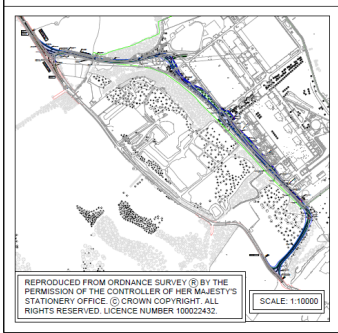 REPRODUCED FROM ORDNANCE SURVEY Ⓡ BY THE
PERMISSION OF THE CONTROLLER OF HER MAJESTY'S
STATIONERY OFFICE. Ⓒ CROWN COPYRIGHT. ALL
RIGHTS RESERVED. LICENCE NUMBER 100022432.
SCALE: 1:10000